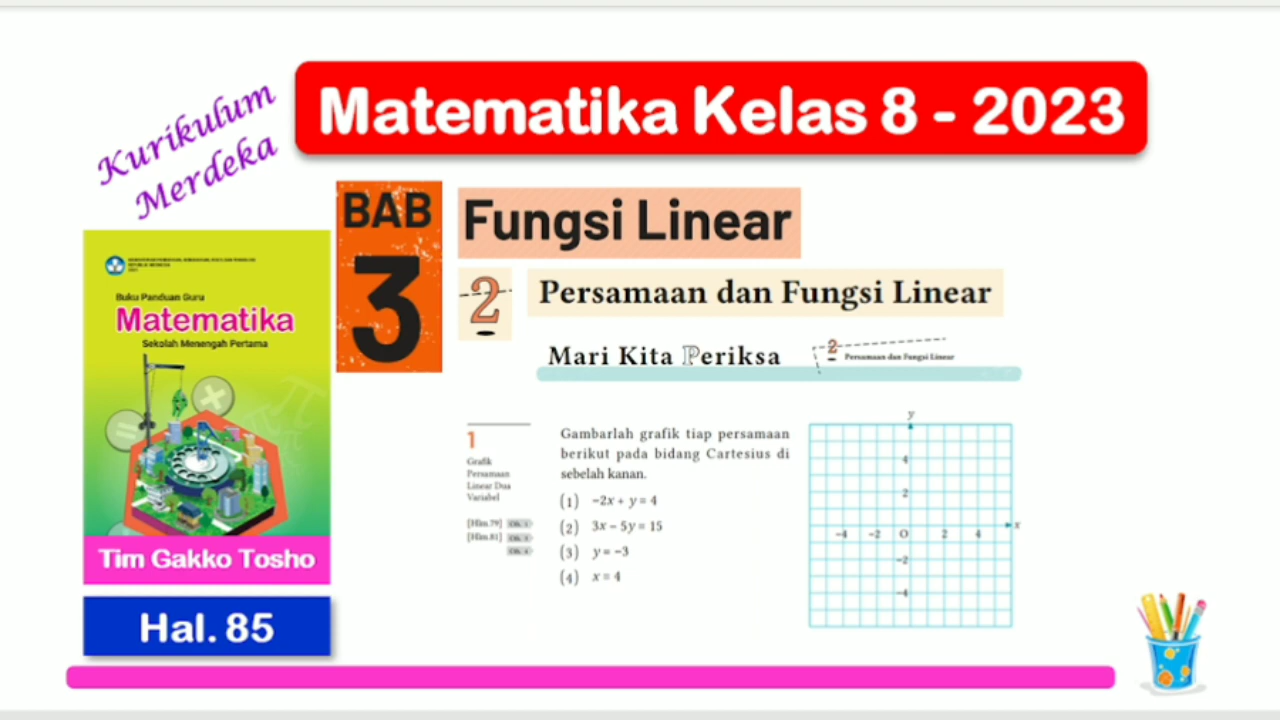 Kurikulum
Merdeka
Matematika Kelas 8 - 2023
BAB
3
Fungsi Linear
2
Persamaan dan Fungsi Linear
Mari Kita Periksa
2
Persamaan dan Fungsi Linear
Buku Panduan Guru
Matematika
Sekolah Menengah Pertama
Tim Gakko Tosho
Hal. 85
1
Grafik
Persamaan
Linear Dua
Variabel
[Hlm.79]
[Hlm.81]
Gambarlah grafik tiap persamaan
berikut pada bidang Cartesius di
sebelah kanan.
(1) −2x + y = 4
(2) 3x − 5y = 15
(3) y = −3
(4) x = 4
y
4
2
−4 −2 O 2 4 x
−2
−4